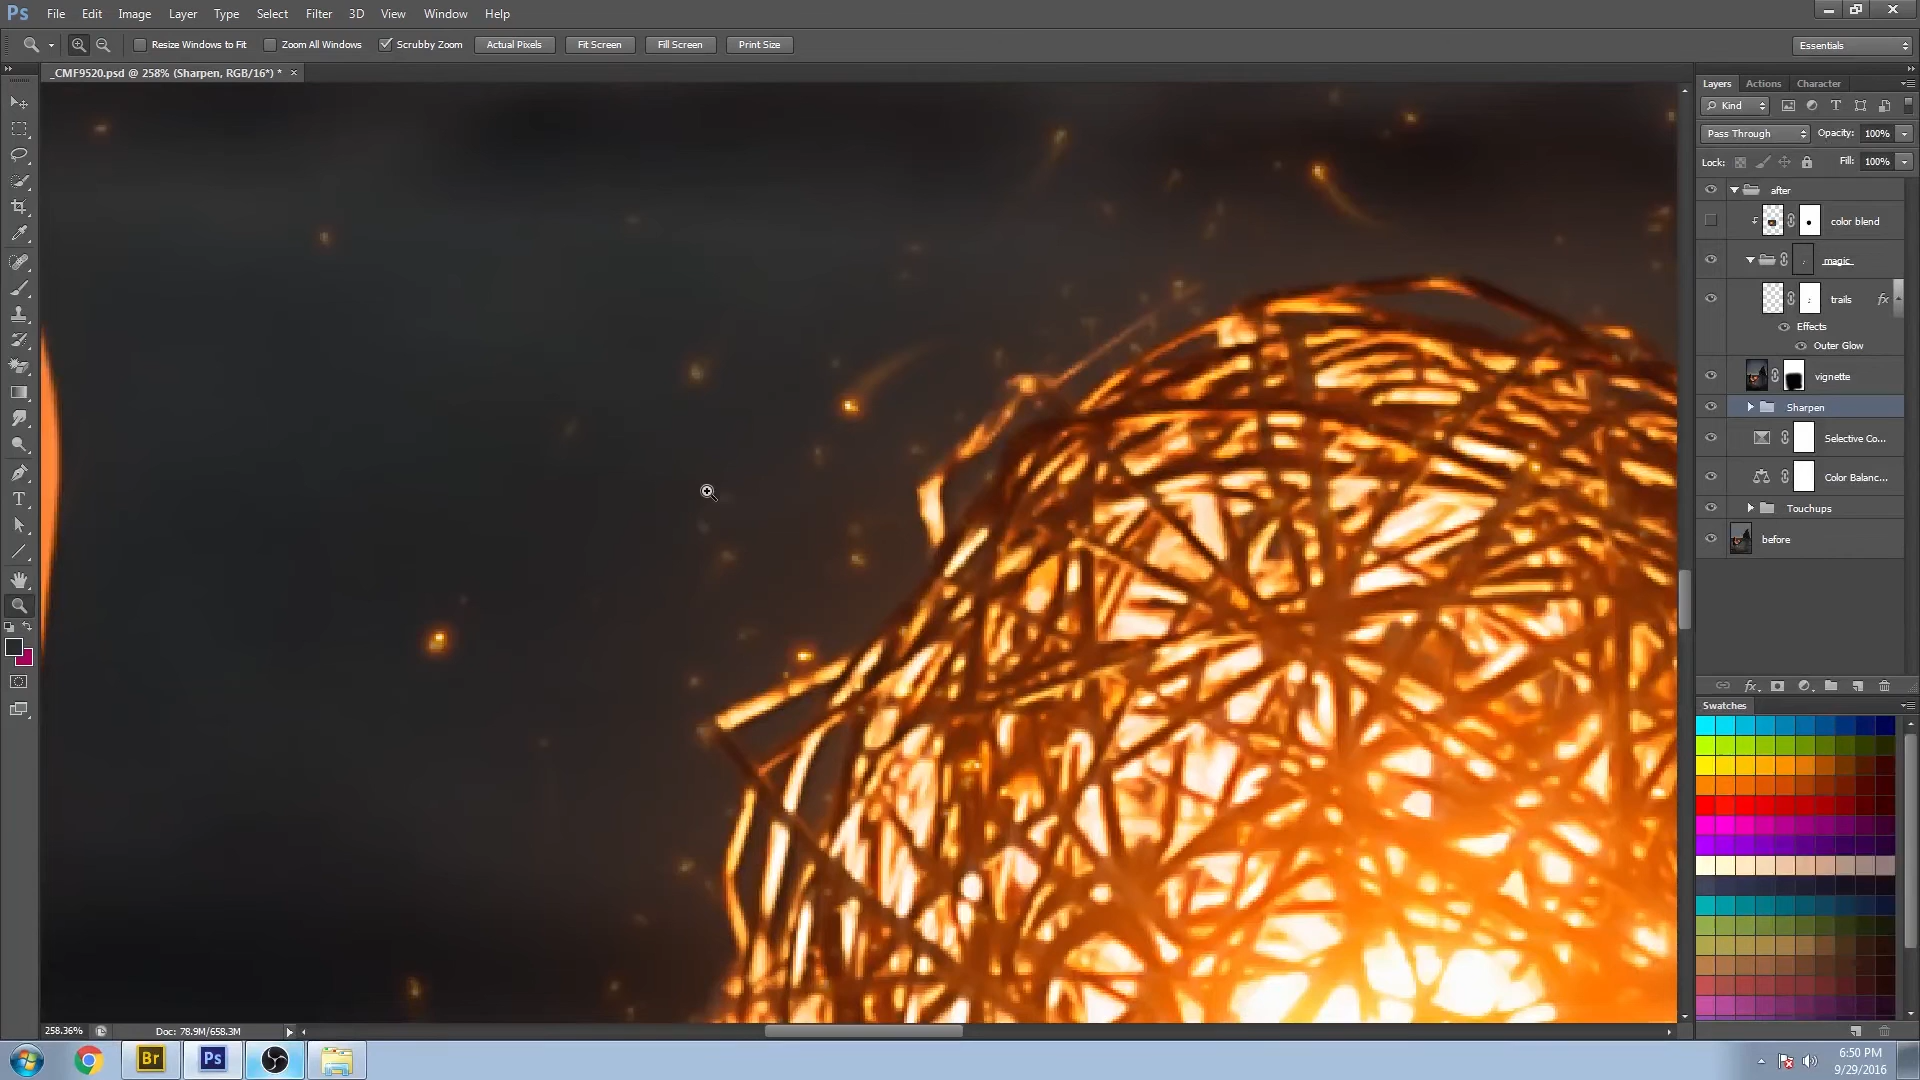 Ps File Edit Image Layer Type Select Filter 3D View Window Help
Resize Windows to Fit Zoom All Windows Scrubby Zoom Actual Pixels Fit Screen Fill Screen Print Size Essentials
_CMF9520.psd @ 258% (Sharpen, RGB/16*) * ×
Layers Actions Character
Kind
Pass Through Opacity: 100%
Lock: Fill: 100%
after
color blend
magic
trails fx
Effects
Outer Glow
vignette
Sharpen
Selective Co...
Color Balanc...
Touchups
before
fx
Swatches
T
258.36% Doc: 78.9M/658.3M
Br Ps
6:50 PM
9/29/2016